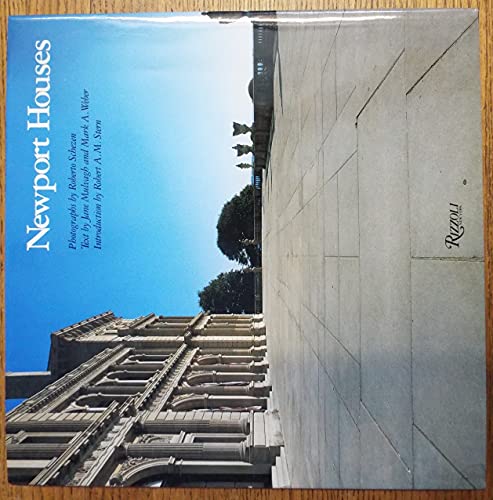 Newport Houses
Photographs by Roberto Schezen
Text by Jane Mulvagh and Mark A. Weber
Introduction by Robert A. M. Stern
RIZZOLI